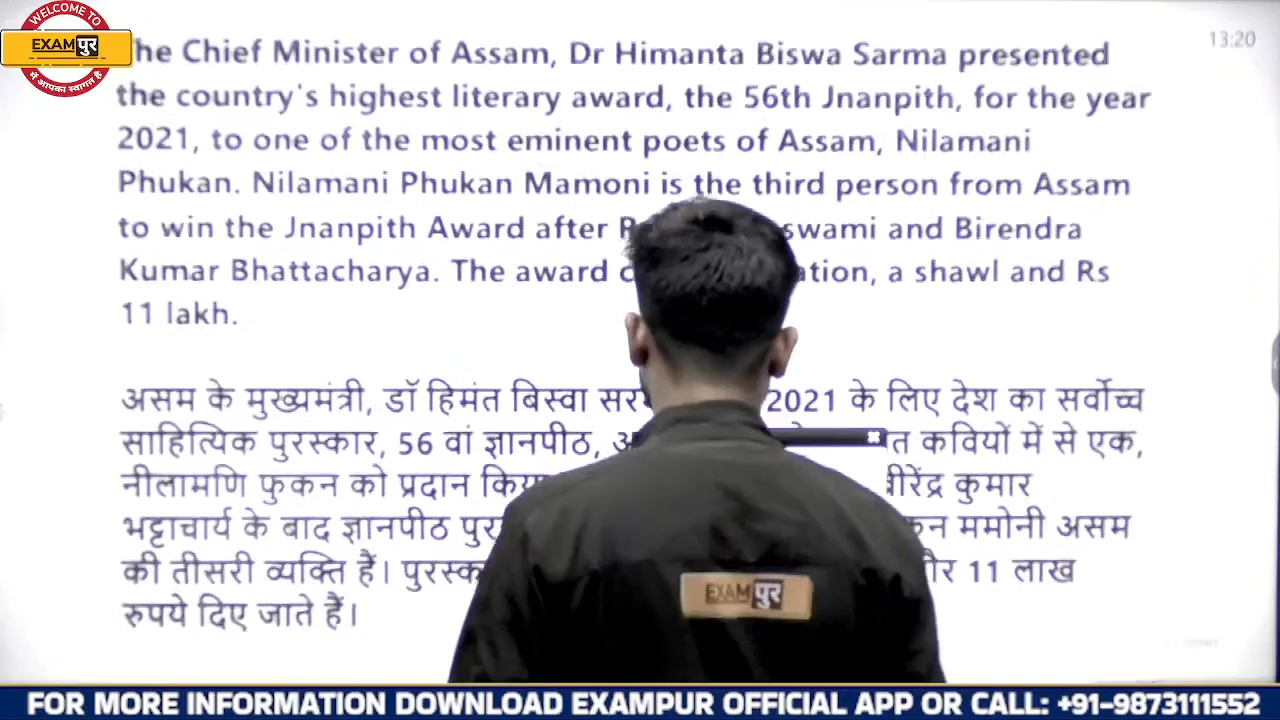 WELCOME TO
EXAMपुर
में आपका स्वागत है
13:20
he Chief Minister of Assam, Dr Himanta Biswa Sarma presented
the country's highest literary award, the 56th Jnanpith, for the year
2021, to one of the most eminent poets of Assam, Nilamani
Phukan. Nilamani Phukan Mamoni is the third person from Assam
to win the Jnanpith Award after swami and Birendra
Kumar Bhattacharya. The award ation, a shawl and Rs
11 lakh.
असम के मुख्यमंत्री, डॉ हिमंत बिस्वा 2021 के लिए देश का सर्वोच्च
साहित्यिक पुरस्कार, 56 वां ज्ञानपीठ, त कवियों में से एक,
नीलामणि फुकन को प्रदान वीरेंद्र कुमार
भट्टाचार्य के बाद ज्ञानपीठ कन ममोनी असम
की तीसरी व्यक्ति हैं। 11 लाख
रुपये दिए जाते हैं।
EXAMपुर
FOR MORE INFORMATION DOWNLOAD EXAMPUR OFFICIAL APP OR CALL: +91-9873111552